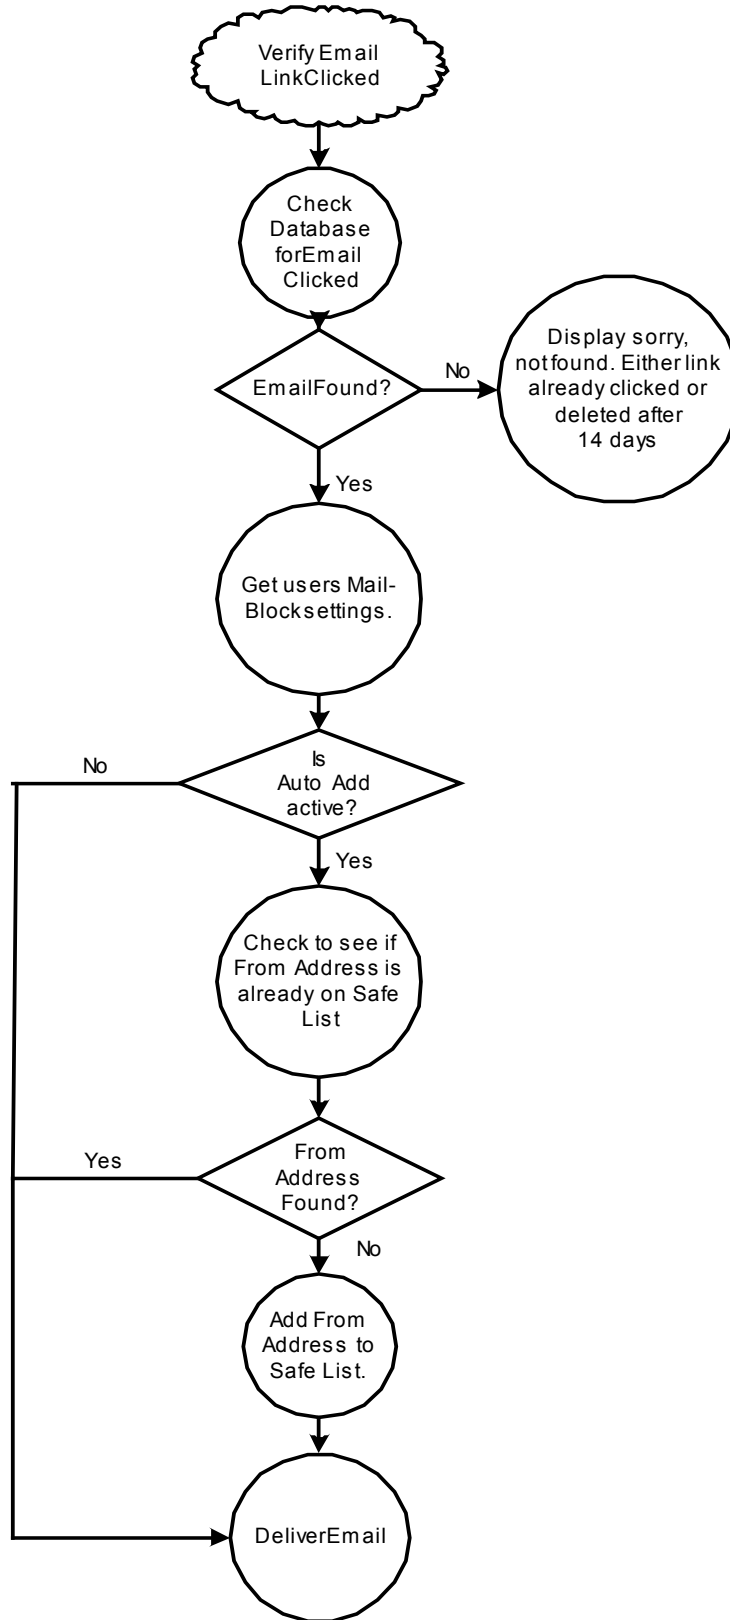 Verify Email
LinkClicked
Check
Database
forEmail
Clicked
EmailFound?
No
Display sorry,
notfound. Either link
already clicked or
deleted after
14 days
Yes
Get users Mail-
Blocksettings.
Is
Auto Add
active?
No
Yes
Check to see if
From Address is
already on Safe
List
From
Address
Found?
Yes
No
Add From
Address to
Safe List.
DeliverEmail